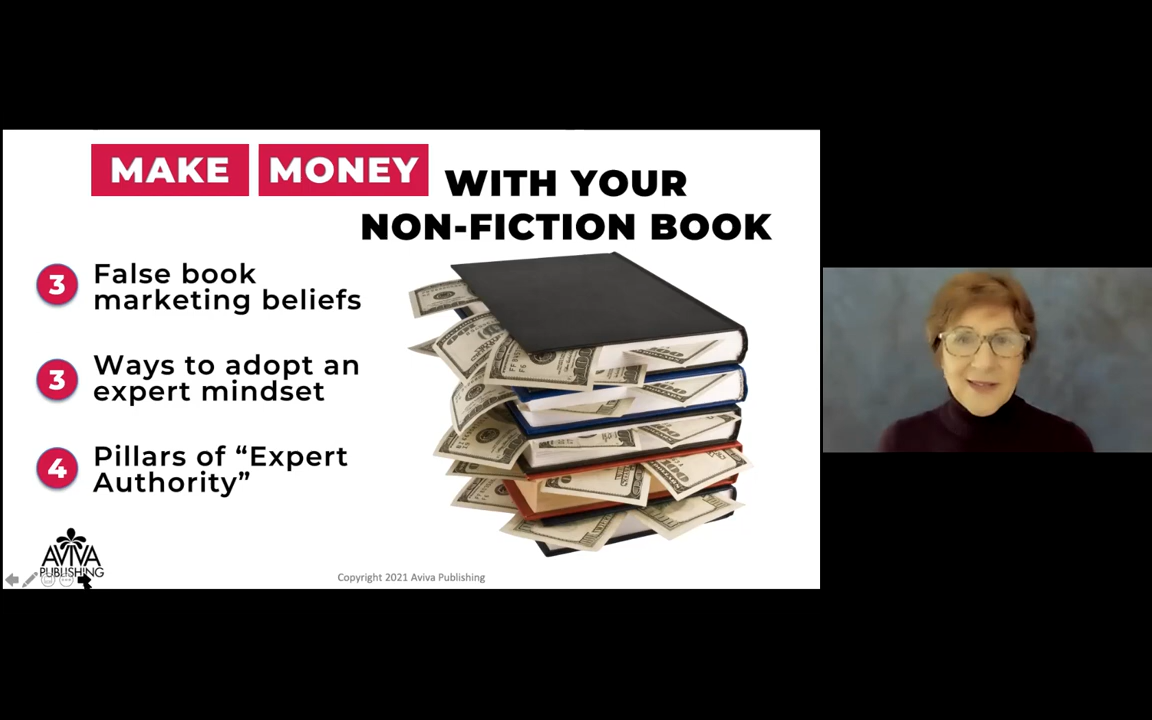 MAKE MONEY WITH YOUR
NON-FICTION BOOK
3 False book
marketing beliefs
3 Ways to adopt an
expert mindset
4 Pillars of “Expert
Authority”
AVIVA
PUBLISHING
Copyright 2021 Aviva Publishing